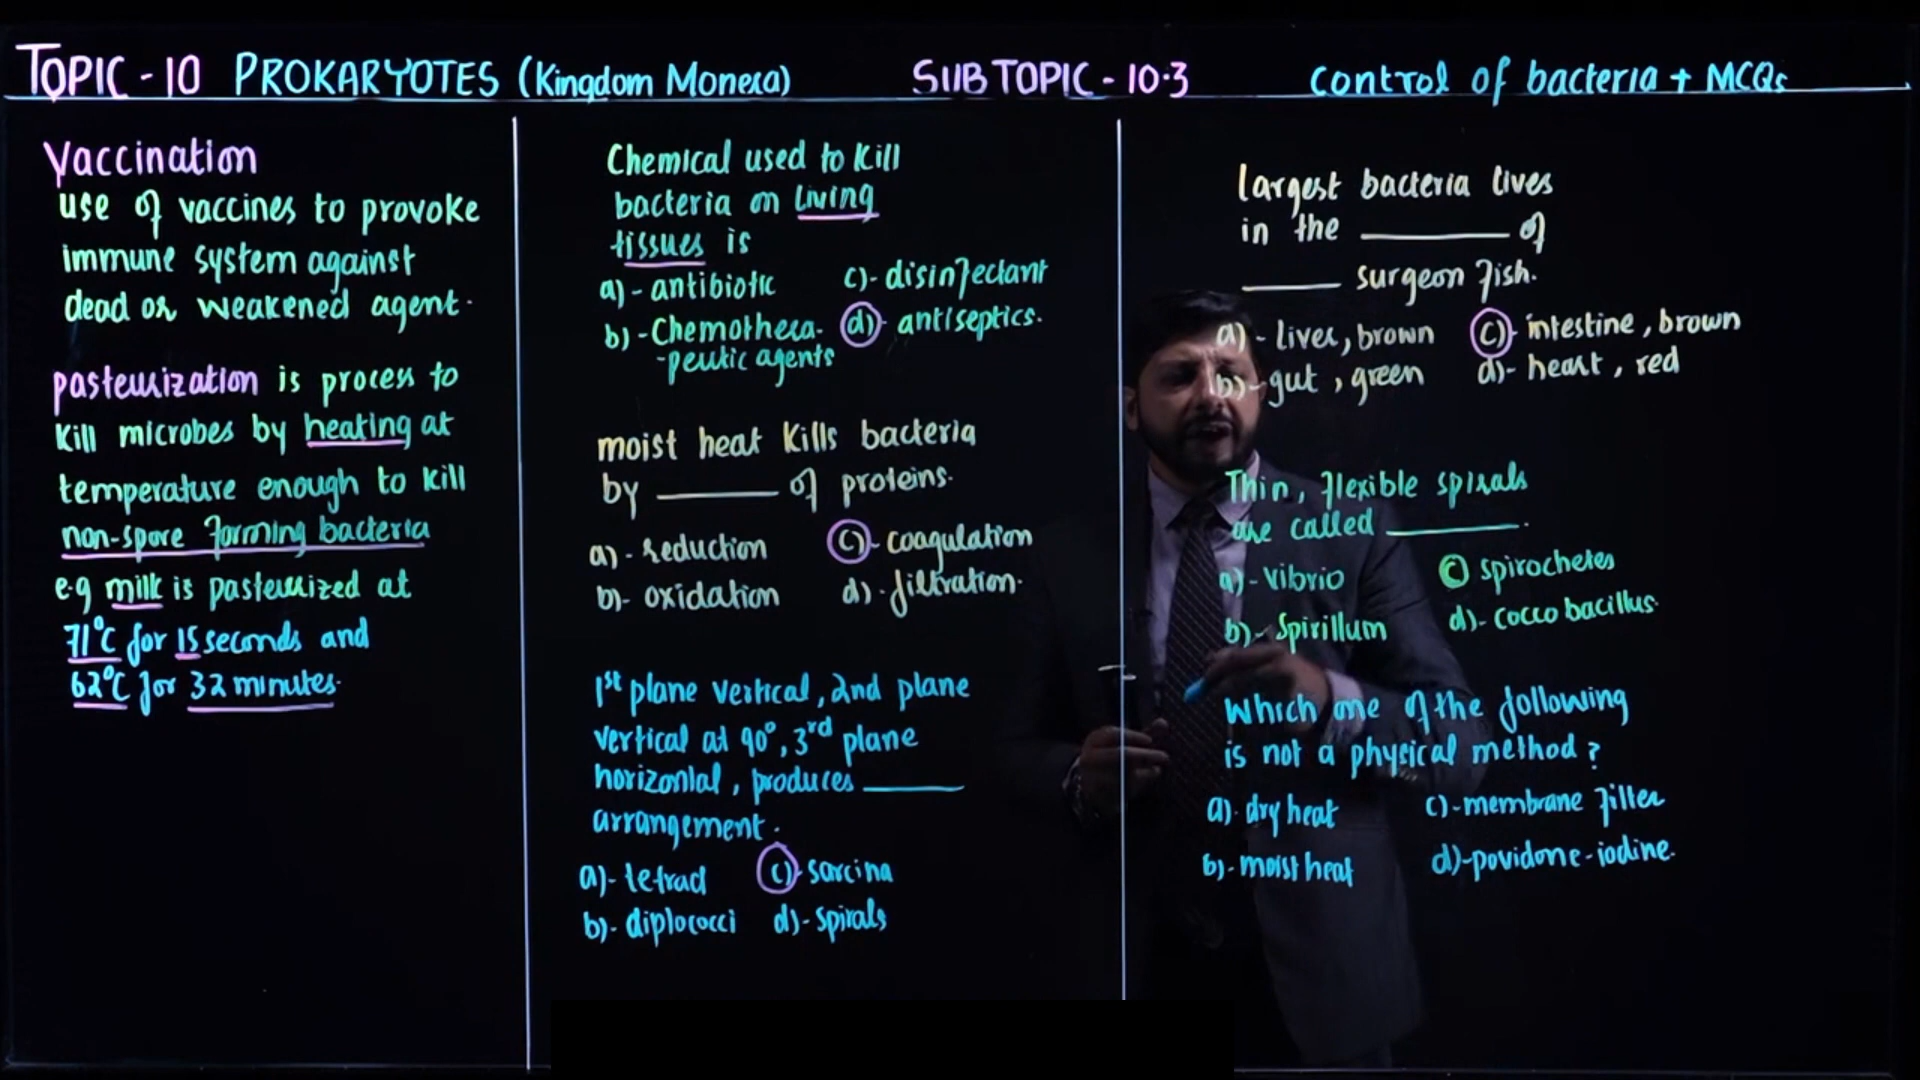 TOPIC - 10 PROKARYOTES (Kingdom Monera) SUBTOPIC - 10.3 Control of bacteria + MCQs
Vaccination
use of vaccines to provoke
immune system against
dead or weakened agent.
pasteurization is process to
kill microbes by heating at
temperature enough to kill
non-spore forming bacteria
e.g milk is pasteurized at
71°C for 15 seconds and
62°C for 32 minutes.
Chemical used to kill
bacteria on living
tissues is
a)- antibiotic c)- disinfectant
b)- Chemothera- d)- antiseptics.
-peutic agents
moist heat kills bacteria
by ________ of proteins.
a)- reduction c)- coagulation
b)- oxidation d)- filtration.
1st plane vertical, 2nd plane
vertical at 90°, 3rd plane
horizontal, produces ________
arrangement.
a)- tetrad c)- sarcina
b)- diplococci d)- spirals
largest bacteria lives
in the ________ of
______ surgeon fish.
a)- liver, brown c)- intestine, brown
b)- gut, green d)- heart, red
Thin, flexible spirals
are called ________.
a)- vibrio c spirochetes
b)- Spirillum d)- cocco bacillus.
Which one of the following
is not a physical method?
a)- dry heat c)- membrane filter
b)- moist heat d)- povidone-iodine.